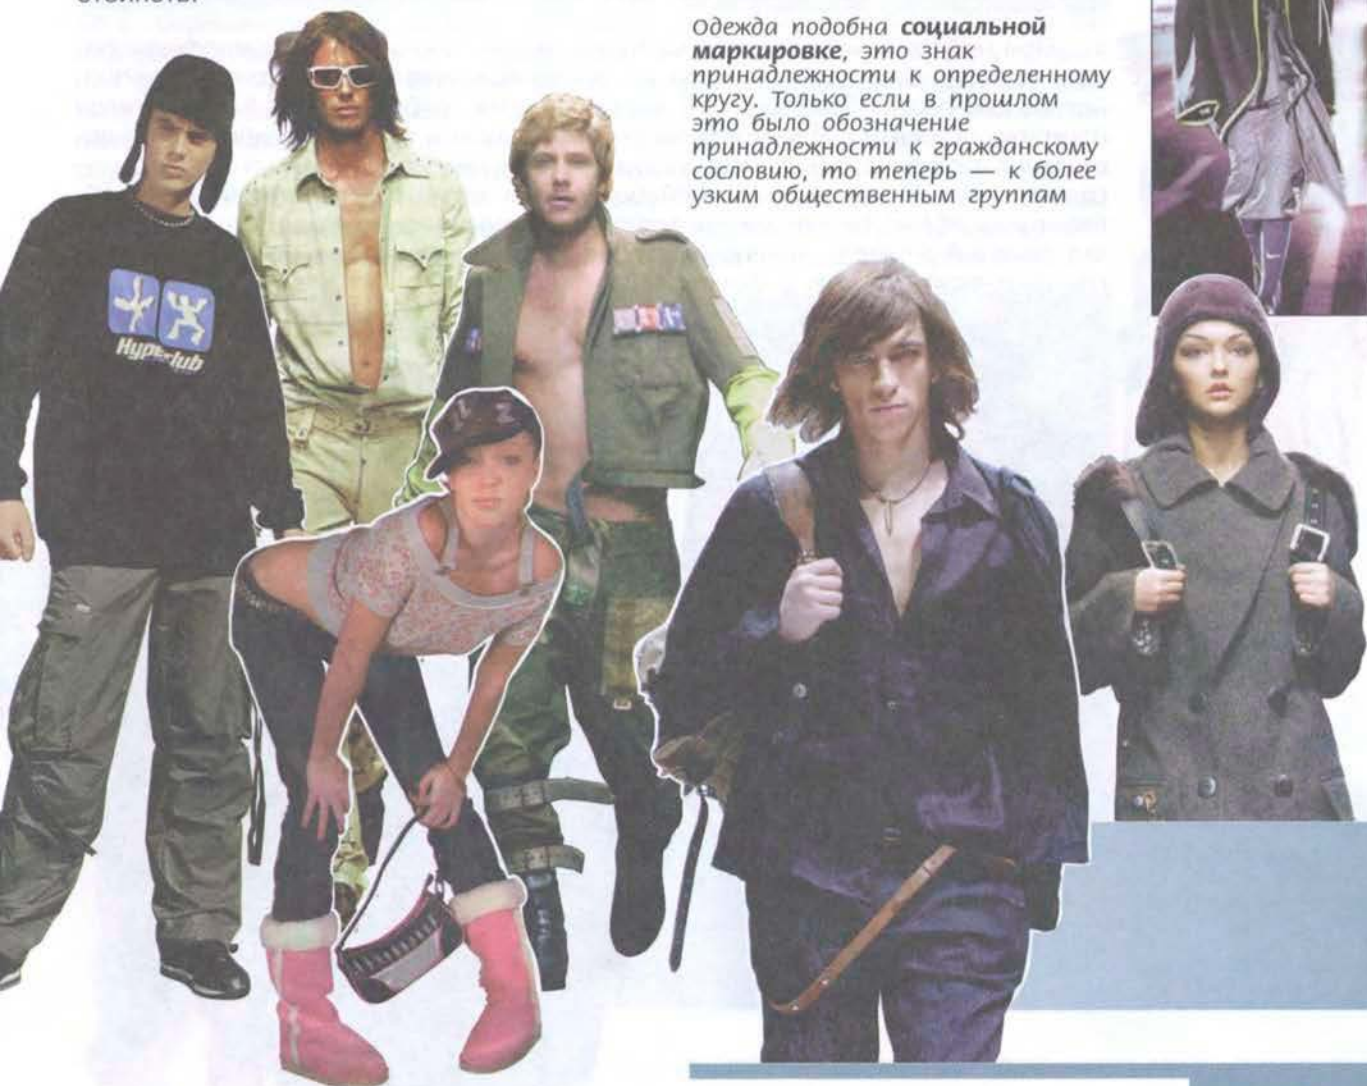 Одежда подобна социальной
маркировке, это знак
принадлежности к определенному
кругу. Только если в прошлом
это было обозначение
принадлежности к гражданскому
сословию, то теперь — к более
узким общественным группам
Hyperlub